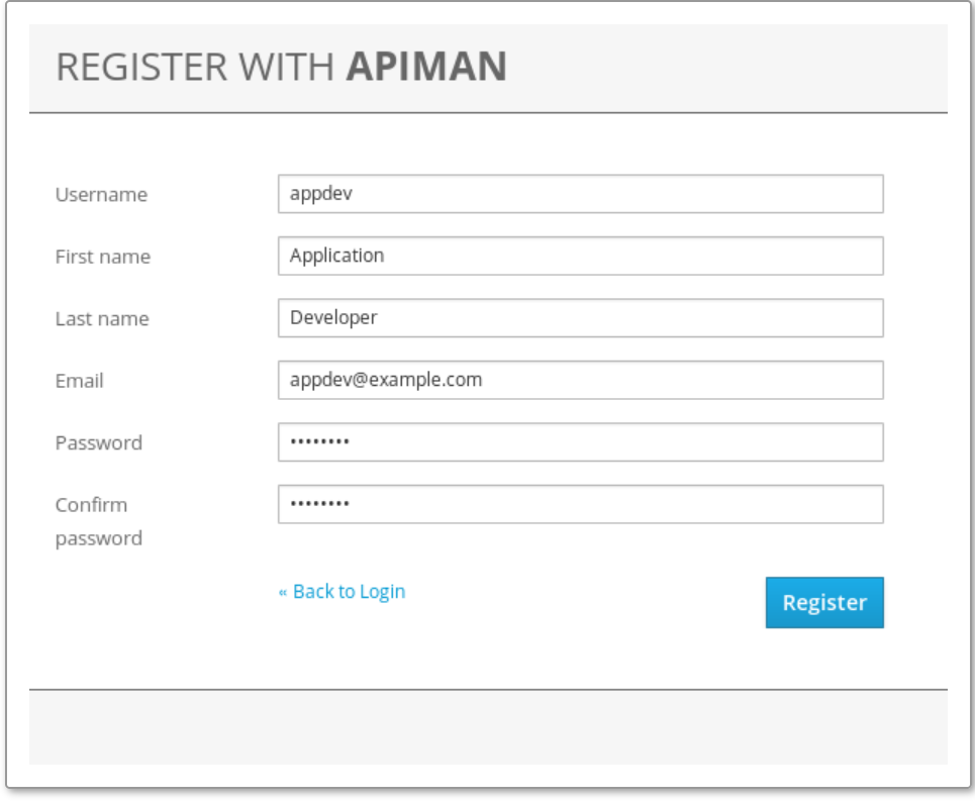 REGISTER WITH APIMAN
Username
appdev
First name
Application
Last name
Developer
Email
appdev@example.com
Password
••••••••
Confirm
password
••••••••
« Back to Login
Register